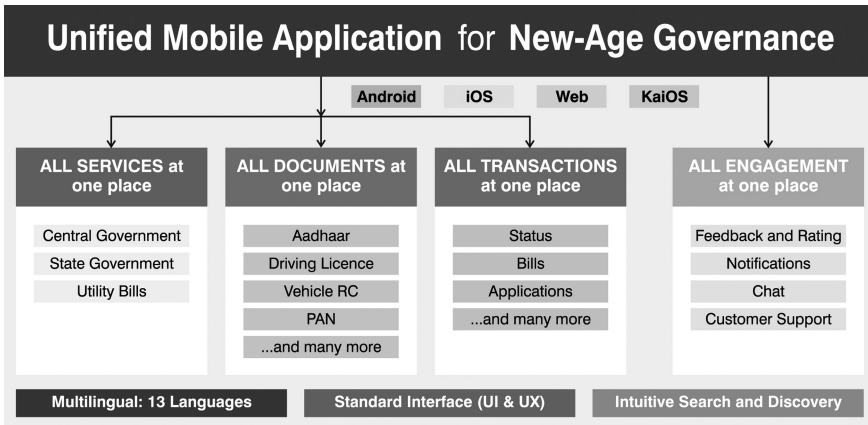 Unified Mobile Application for New-Age Governance
Android
iOS
Web
KaiOS
ALL SERVICES at
one place
Central Government
State Government
Utility Bills
ALL DOCUMENTS at
one place
Aadhaar
Driving Licence
Vehicle RC
PAN
...and many more
ALL TRANSACTIONS
at one place
Status
Bills
Applications
...and many more
ALL ENGAGEMENT
at one place
Feedback and Rating
Notifications
Chat
Customer Support
Multilingual: 13 Languages
Standard Interface (UI & UX)
Intuitive Search and Discovery